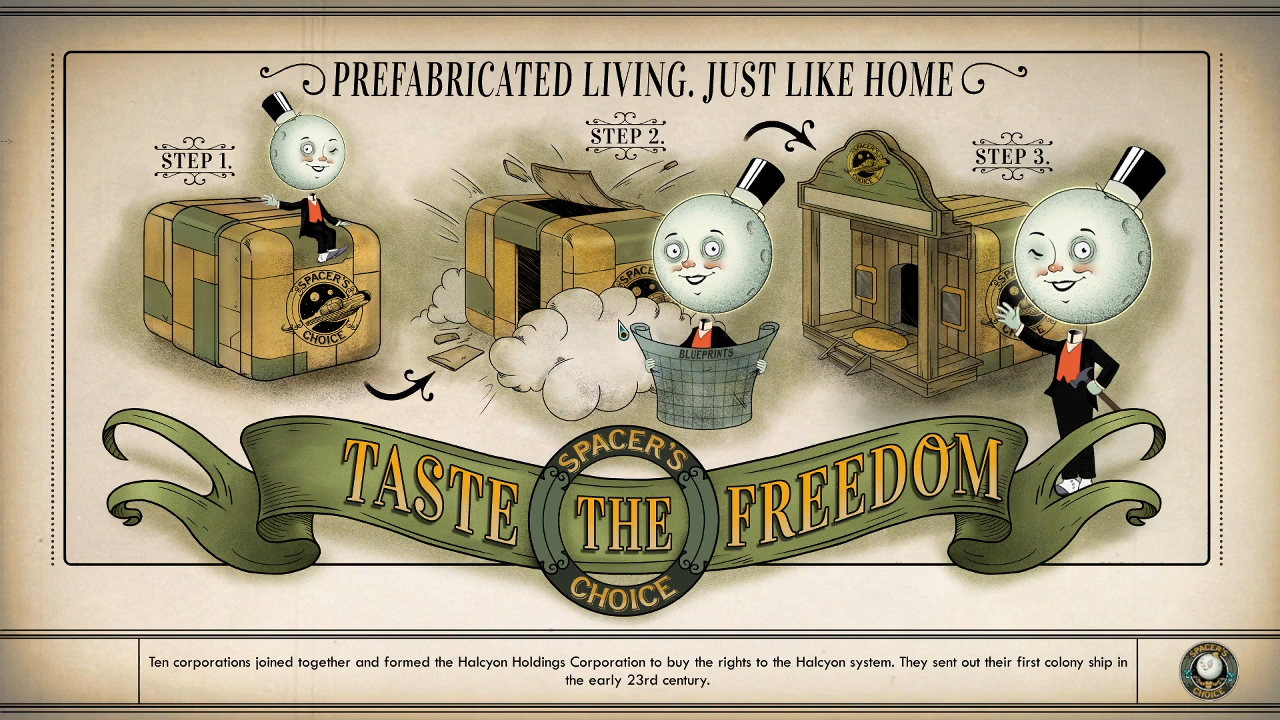 PREFABRICATED LIVING. JUST LIKE HOME
STEP 1.
STEP 2.
STEP 3.
SPACER'S
CHOICE
SPACER'S
SPACER'S
CHOICE
BLUEPRINTS
SPACER'S
TASTE THE FREEDOM
CHOICE
Ten corporations joined together and formed the Halcyon Holdings Corporation to buy the rights to the Halcyon system. They sent out their first colony ship in
the early 23rd century.
SPACER'S
CHOICE